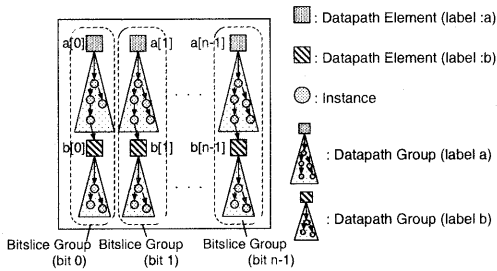 a[0] a[1] a[n-1]
. . .
b[0] b[1] b[n-1]
. . .
Bitslice Group (bit 0)
Bitslice Group (bit 1)
Bitslice Group (bit n-1)
: Datapath Element (label :a)
: Datapath Element (label :b)
: Instance
: Datapath Group (label a)
: Datapath Group (label b)